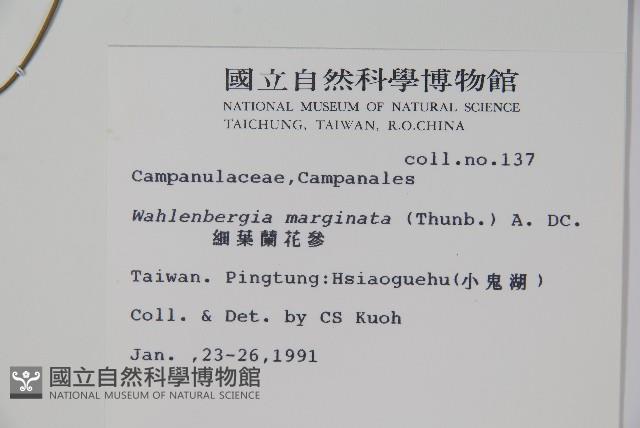 國立自然科學博物館
NATIONAL MUSEUM OF NATURAL SCIENCE
TAICHUNG, TAIWAN, R.O.CHINA
coll.no.137
Campanulaceae,Campanales
Wahlenbergia marginata (Thunb.) A. DC.
細葉蘭花參
Taiwan. Pingtung:Hsiaoguehu(小鬼湖)
Coll. & Det. by CS Kuoh
Jan. ,23-26,1991
國立自然科學博物館
NATIONAL MUSEUM OF NATURAL SCIENCE